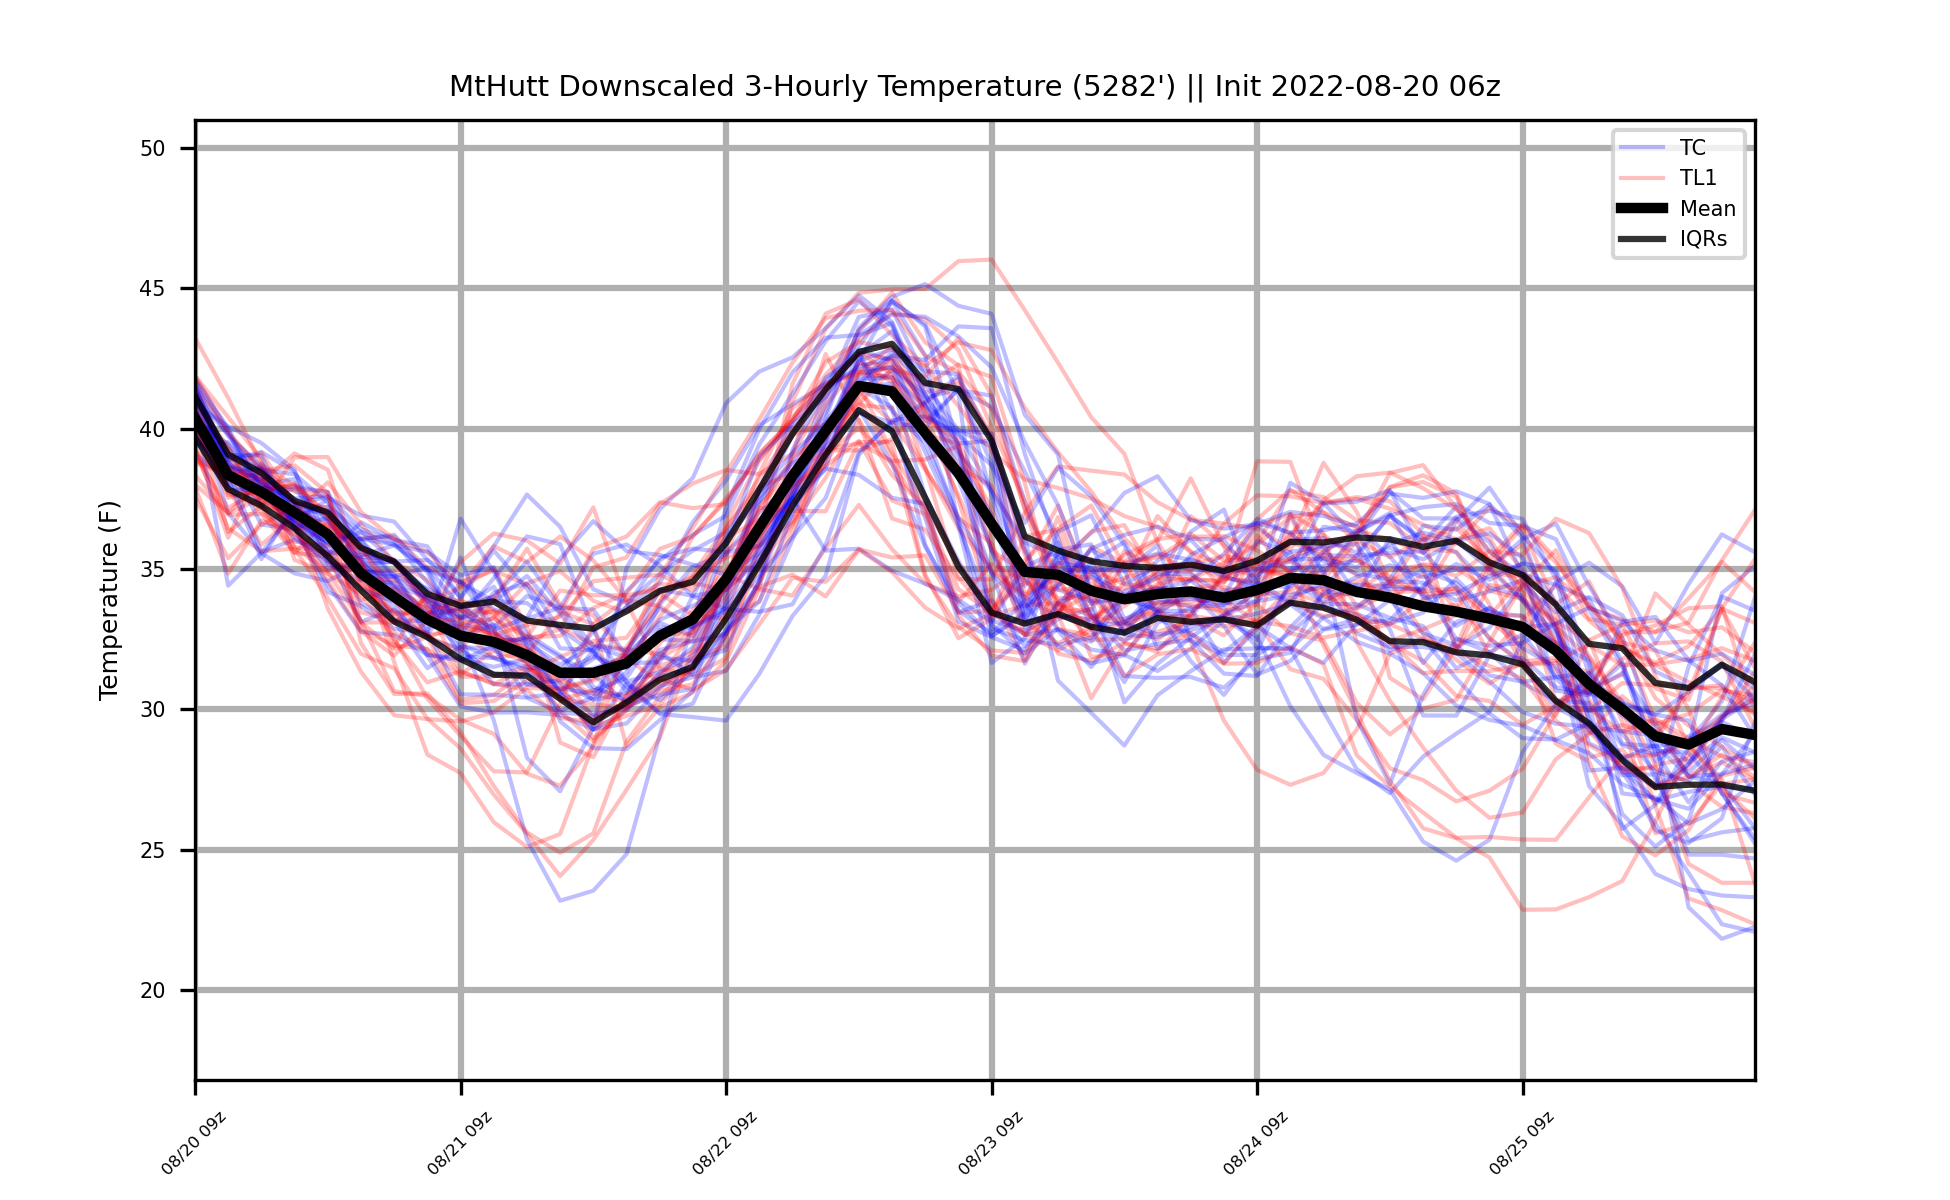 MtHutt Downscaled 3-Hourly Temperature (5282') || Init 2022-08-20 06z
TC
TL1
Mean
IQRs
Temperature (F)
50
45
40
35
30
25
20
08/20 09z
08/21 09z
08/22 09z
08/23 09z
08/24 09z
08/25 09z